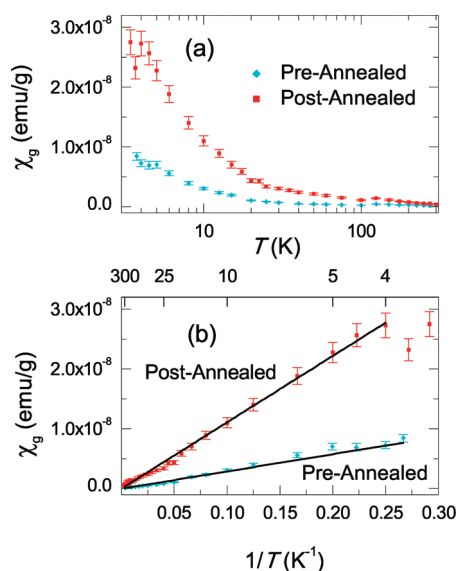 3.0x10⁻⁸
(a)
Pre-Annealed
Post-Annealed
2.0x10⁻⁸
χg (emu/g)
1.0x10⁻⁸
0.0
10
100
T (K)
300 25 10 5 4
3.0x10⁻⁸
(b)
Post-Annealed
2.0x10⁻⁸
χg (emu/g)
1.0x10⁻⁸
Pre-Annealed
0.0
0.05 0.10 0.15 0.20 0.25 0.30
1/T (K⁻¹)